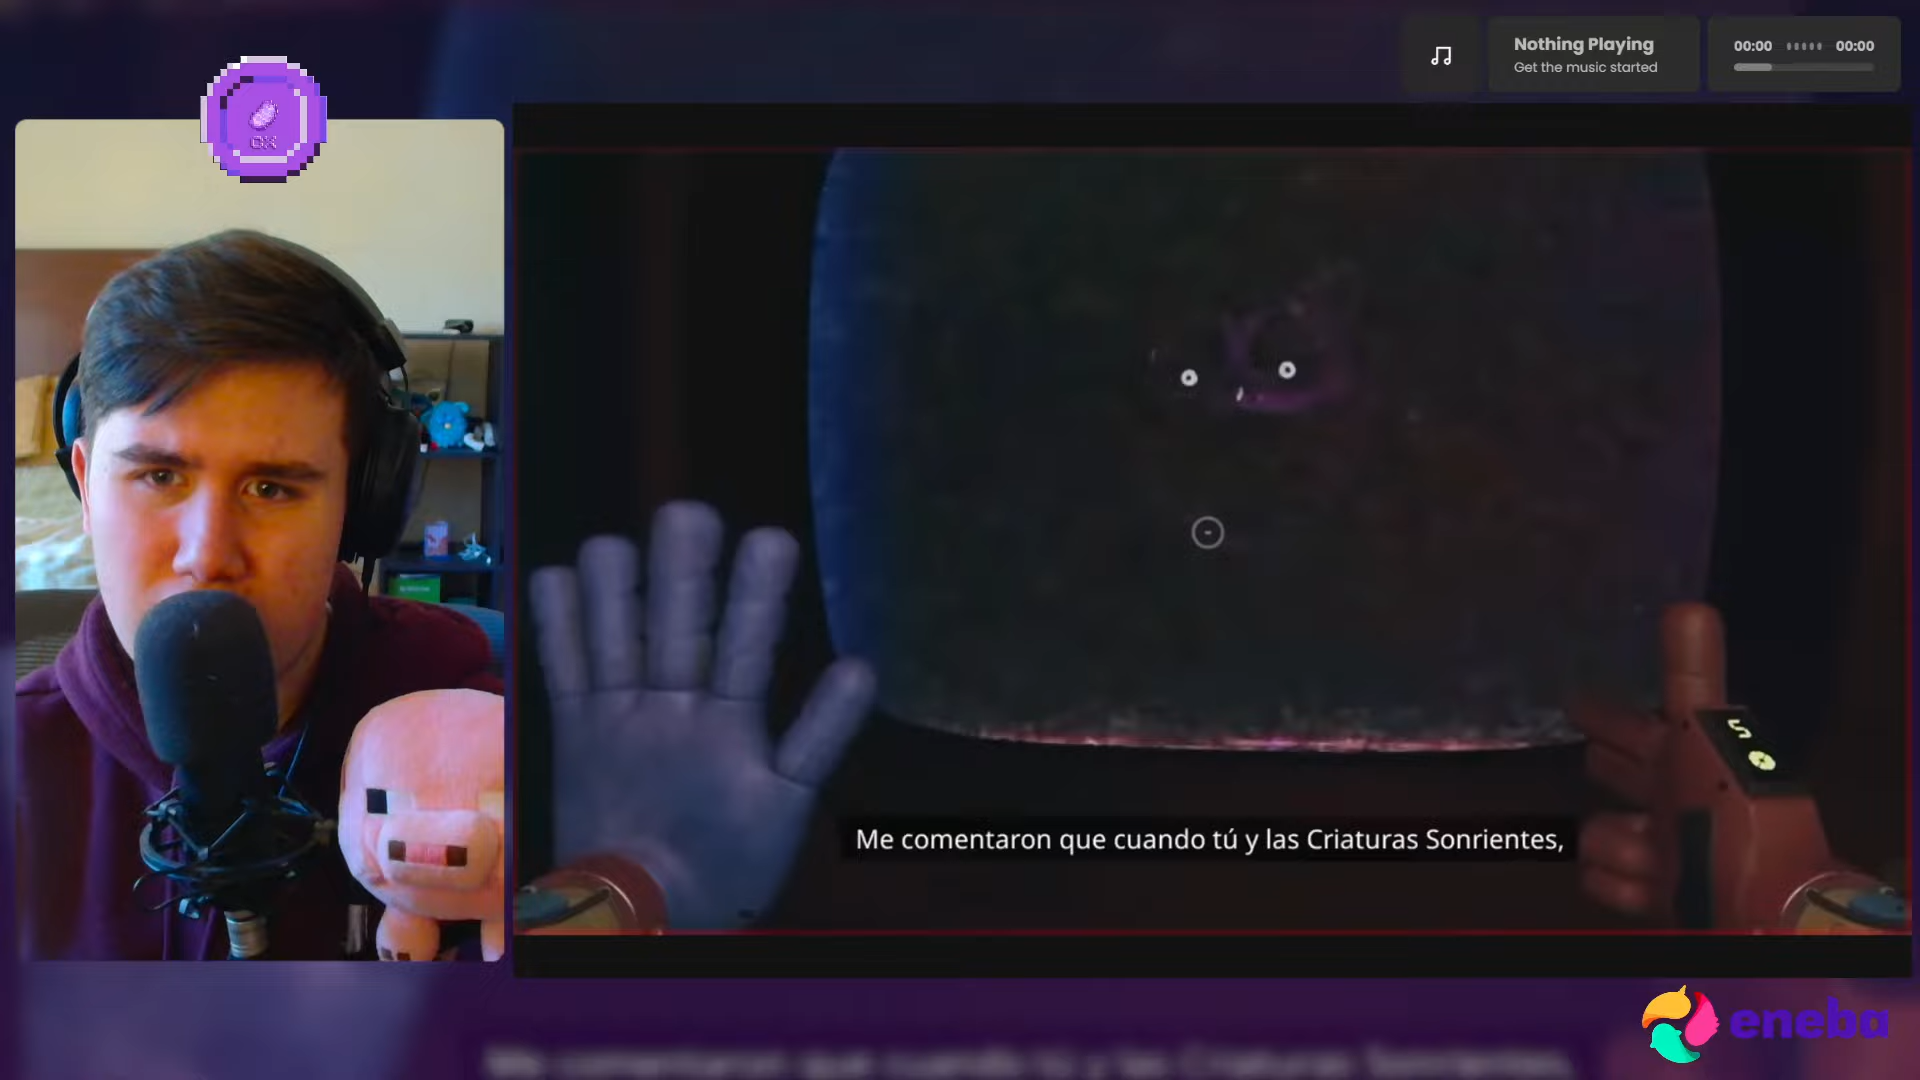 Nothing Playing
Get the music started
00:00 00:00
CX
Me comentaron que cuando tú y las Criaturas Sonrientes,
eneba